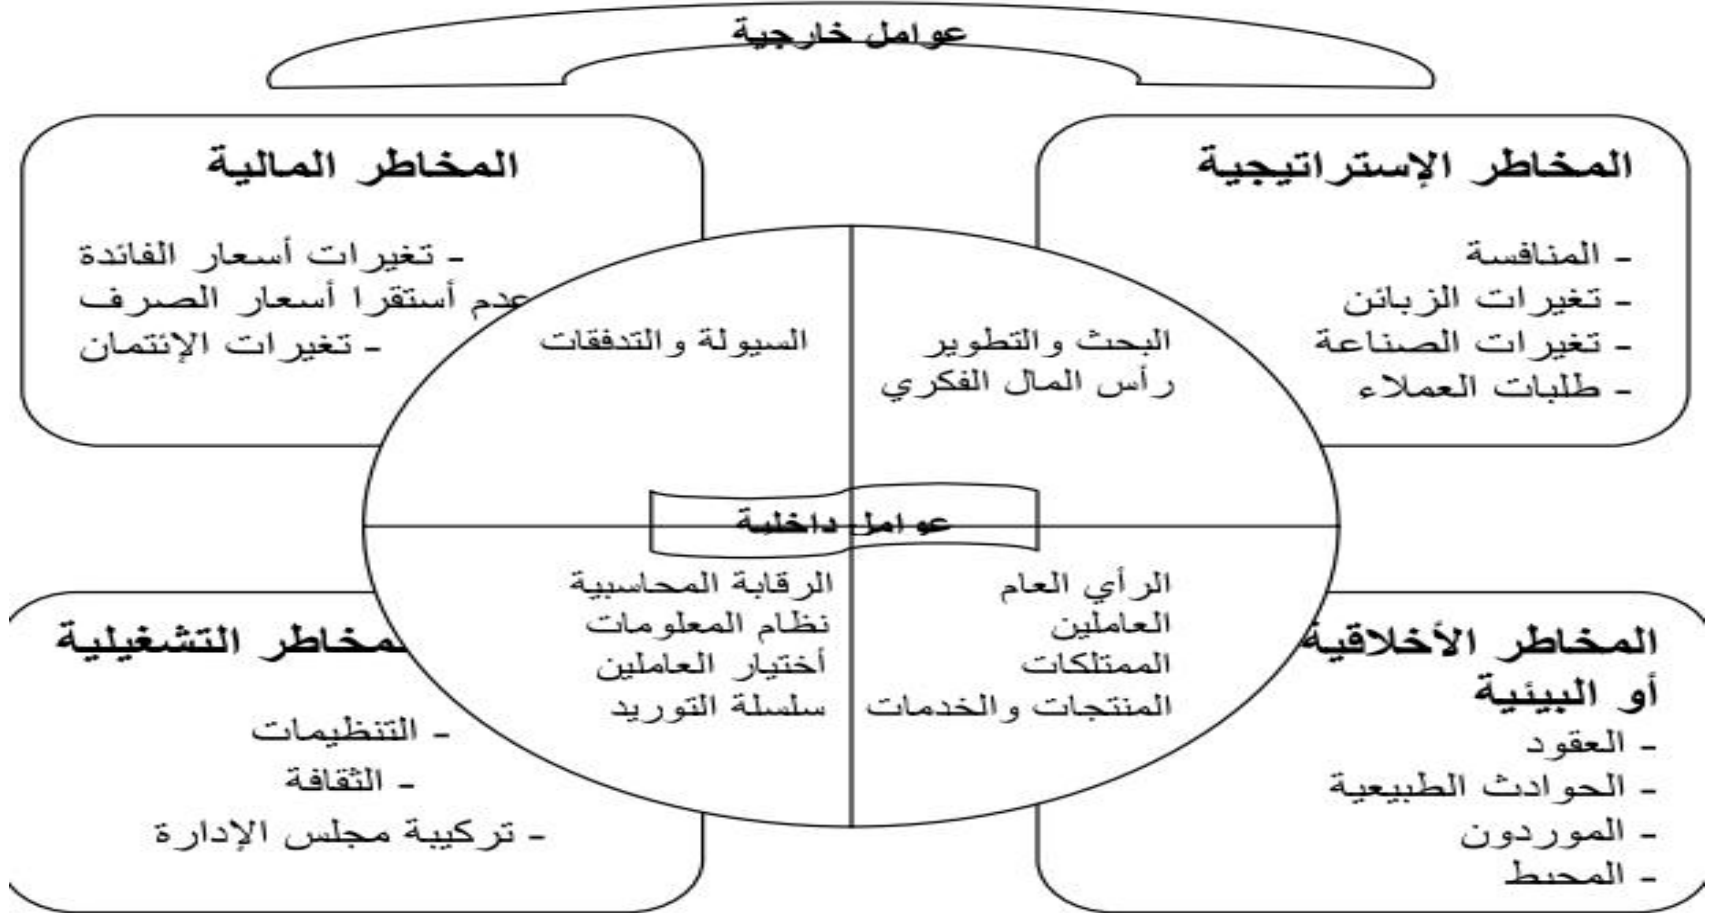 عوامل خارجية
المخاطر الإستراتيجية
- المنافسة
- تغيرات الزبائن
- تغيرات الصناعة
- طلبات العملاء
المخاطر المالية
- تغيرات أسعار الفائدة
عدم أستقرا أسعار الصرف
- تغيرات الإئتمان
البحث والتطوير
رأس المال الفكري
السيولة والتدفقات
عوامل داخلية
الرأي العام
العاملين
الممتلكات
المنتجات والخدمات
الرقابة المحاسبية
نظام المعلومات
أختيار العاملين
سلسلة التوريد
المخاطر الأخلاقية
أو البيئية
- العقود
- الحوادث الطبيعية
- الموردون
- المحيط
مخاطر التشغيلية
- التنظيمات
- الثقافة
- تركيبة مجلس الإدارة